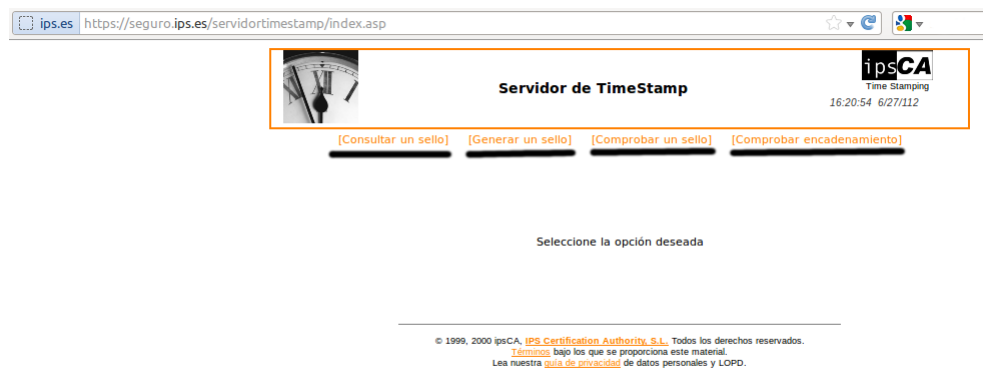 ips.es https://seguro.ips.es/servidortimestamp/index.asp
Servidor de TimeStamp
ipsCA
Time Stamping
16:20:54 6/27/112
[Consultar un sello] [Generar un sello] [Comprobar un sello] [Comprobar encadenamiento]
Seleccione la opción deseada
© 1999, 2000 ipsCA, IPS Certification Authority, S.L. Todos los derechos reservados.
Términos bajo los que se proporciona este material.
Lea nuestra guía de privacidad de datos personales y LOPD.